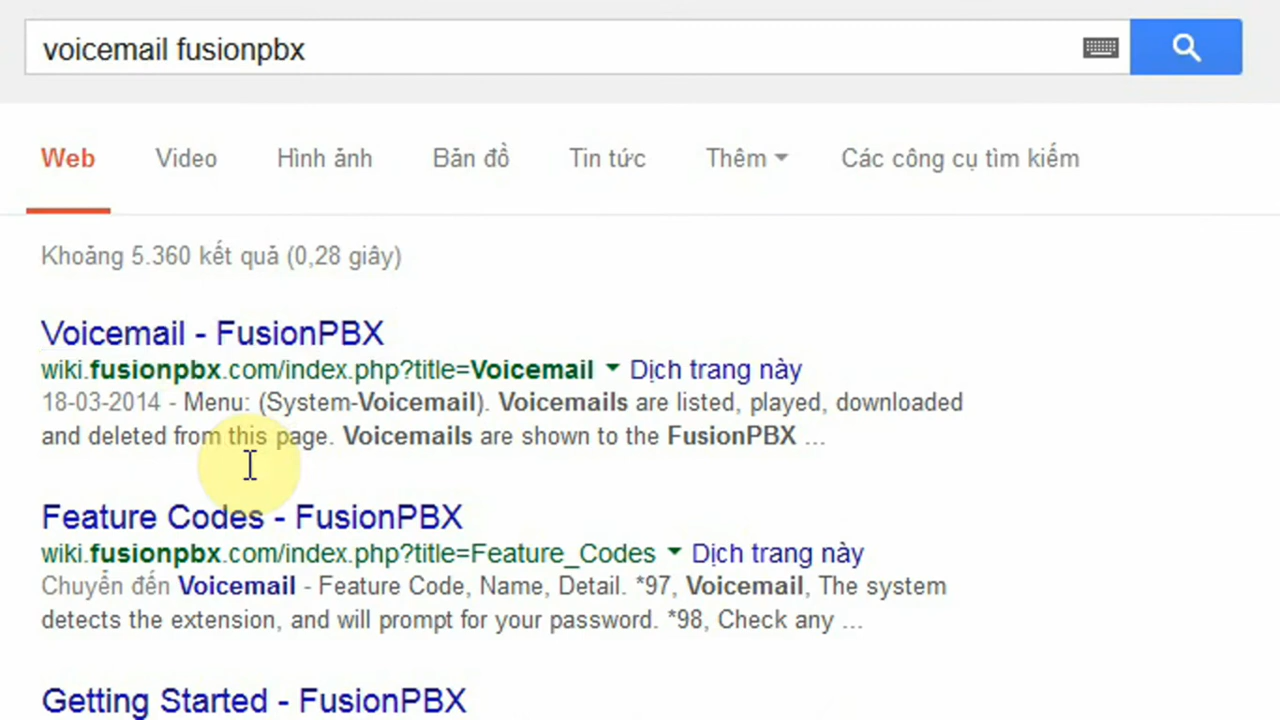 voicemail fusionpbx
Web Video Hình ảnh Bản đồ Tin tức Thêm Các công cụ tìm kiếm
Khoảng 5.360 kết quả (0,28 giây)
Voicemail - FusionPBX
wiki.fusionpbx.com/index.php?title=Voicemail Dịch trang này
18-03-2014 - Menu: (System-Voicemail). Voicemails are listed, played, downloaded
and deleted from this page. Voicemails are shown to the FusionPBX ...
Feature Codes - FusionPBX
wiki.fusionpbx.com/index.php?title=Feature_Codes Dịch trang này
Chuyển đến Voicemail - Feature Code, Name, Detail. *97, Voicemail, The system
detects the extension, and will prompt for your password. *98, Check any ...
Getting Started - FusionPBX